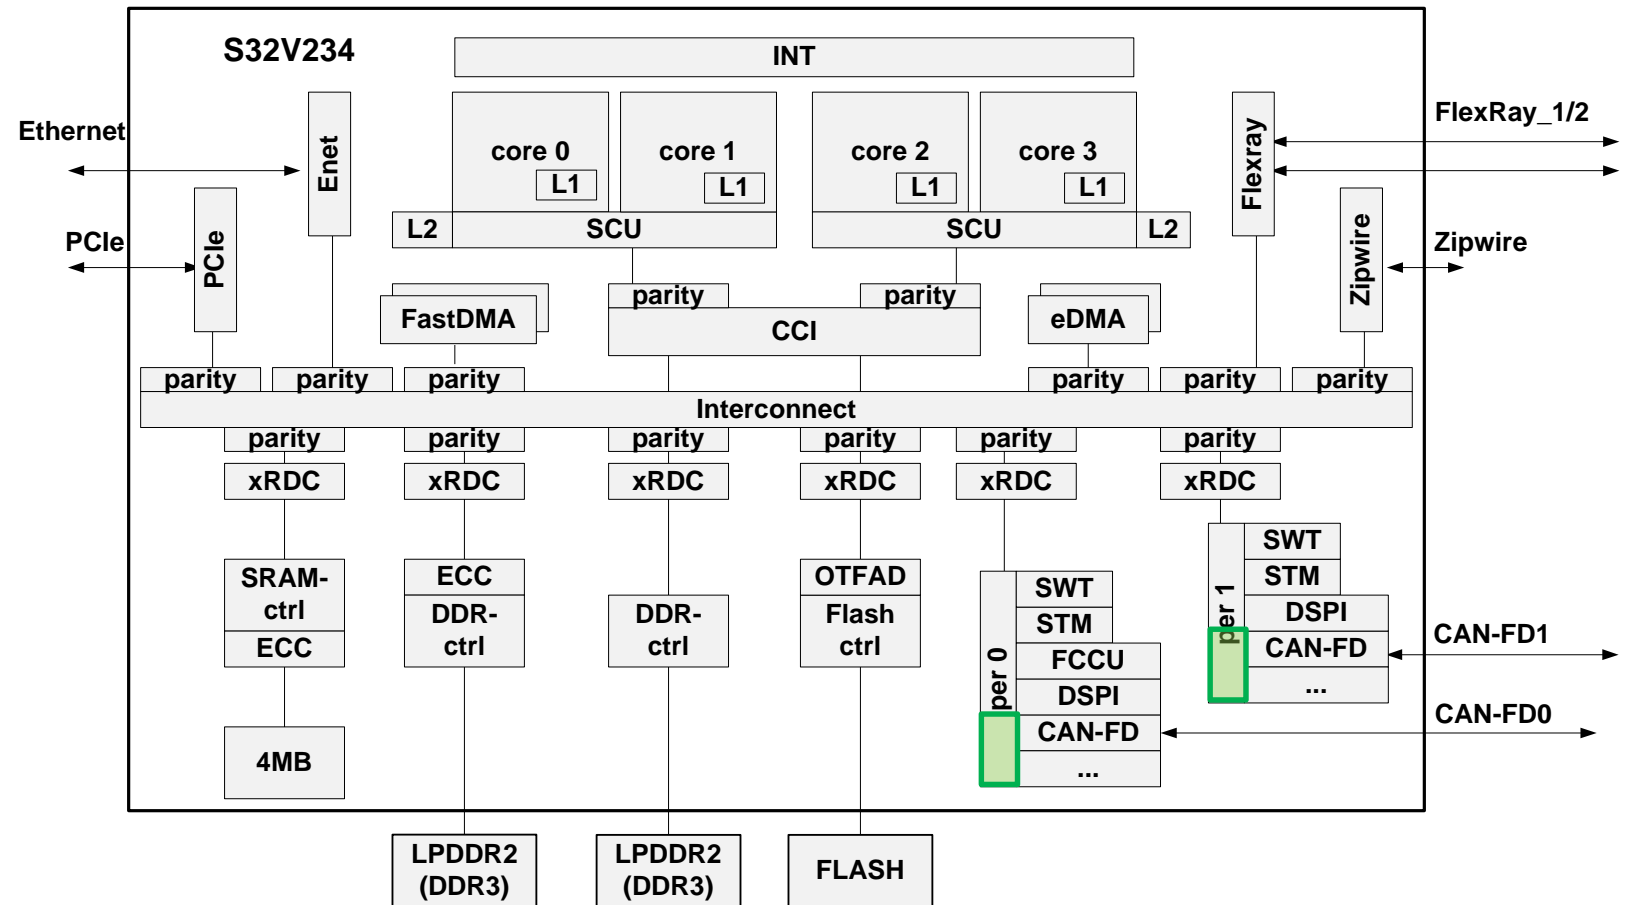 S32V234
INT
Ethernet
Enet
core 0
L1
core 1
L1
core 2
L1
core 3
L1
Flexray
FlexRay_1/2
L2
SCU
SCU
L2
PCIe
PCIe
Zipwire
Zipwire
FastDMA
parity
parity
CCI
eDMA
parity
parity
parity
parity
parity
parity
Interconnect
parity
parity
parity
parity
parity
parity
xRDC
xRDC
xRDC
xRDC
xRDC
xRDC
SRAM-
ctrl
ECC
4MB
ECC
DDR-
ctrl
DDR-
ctrl
OTFAD
Flash
ctrl
per 0
SWT
STM
FCCU
DSPI
CAN-FD
...
per 1
SWT
STM
DSPI
CAN-FD
...
CAN-FD1
CAN-FD0
LPDDR2
(DDR3)
LPDDR2
(DDR3)
FLASH